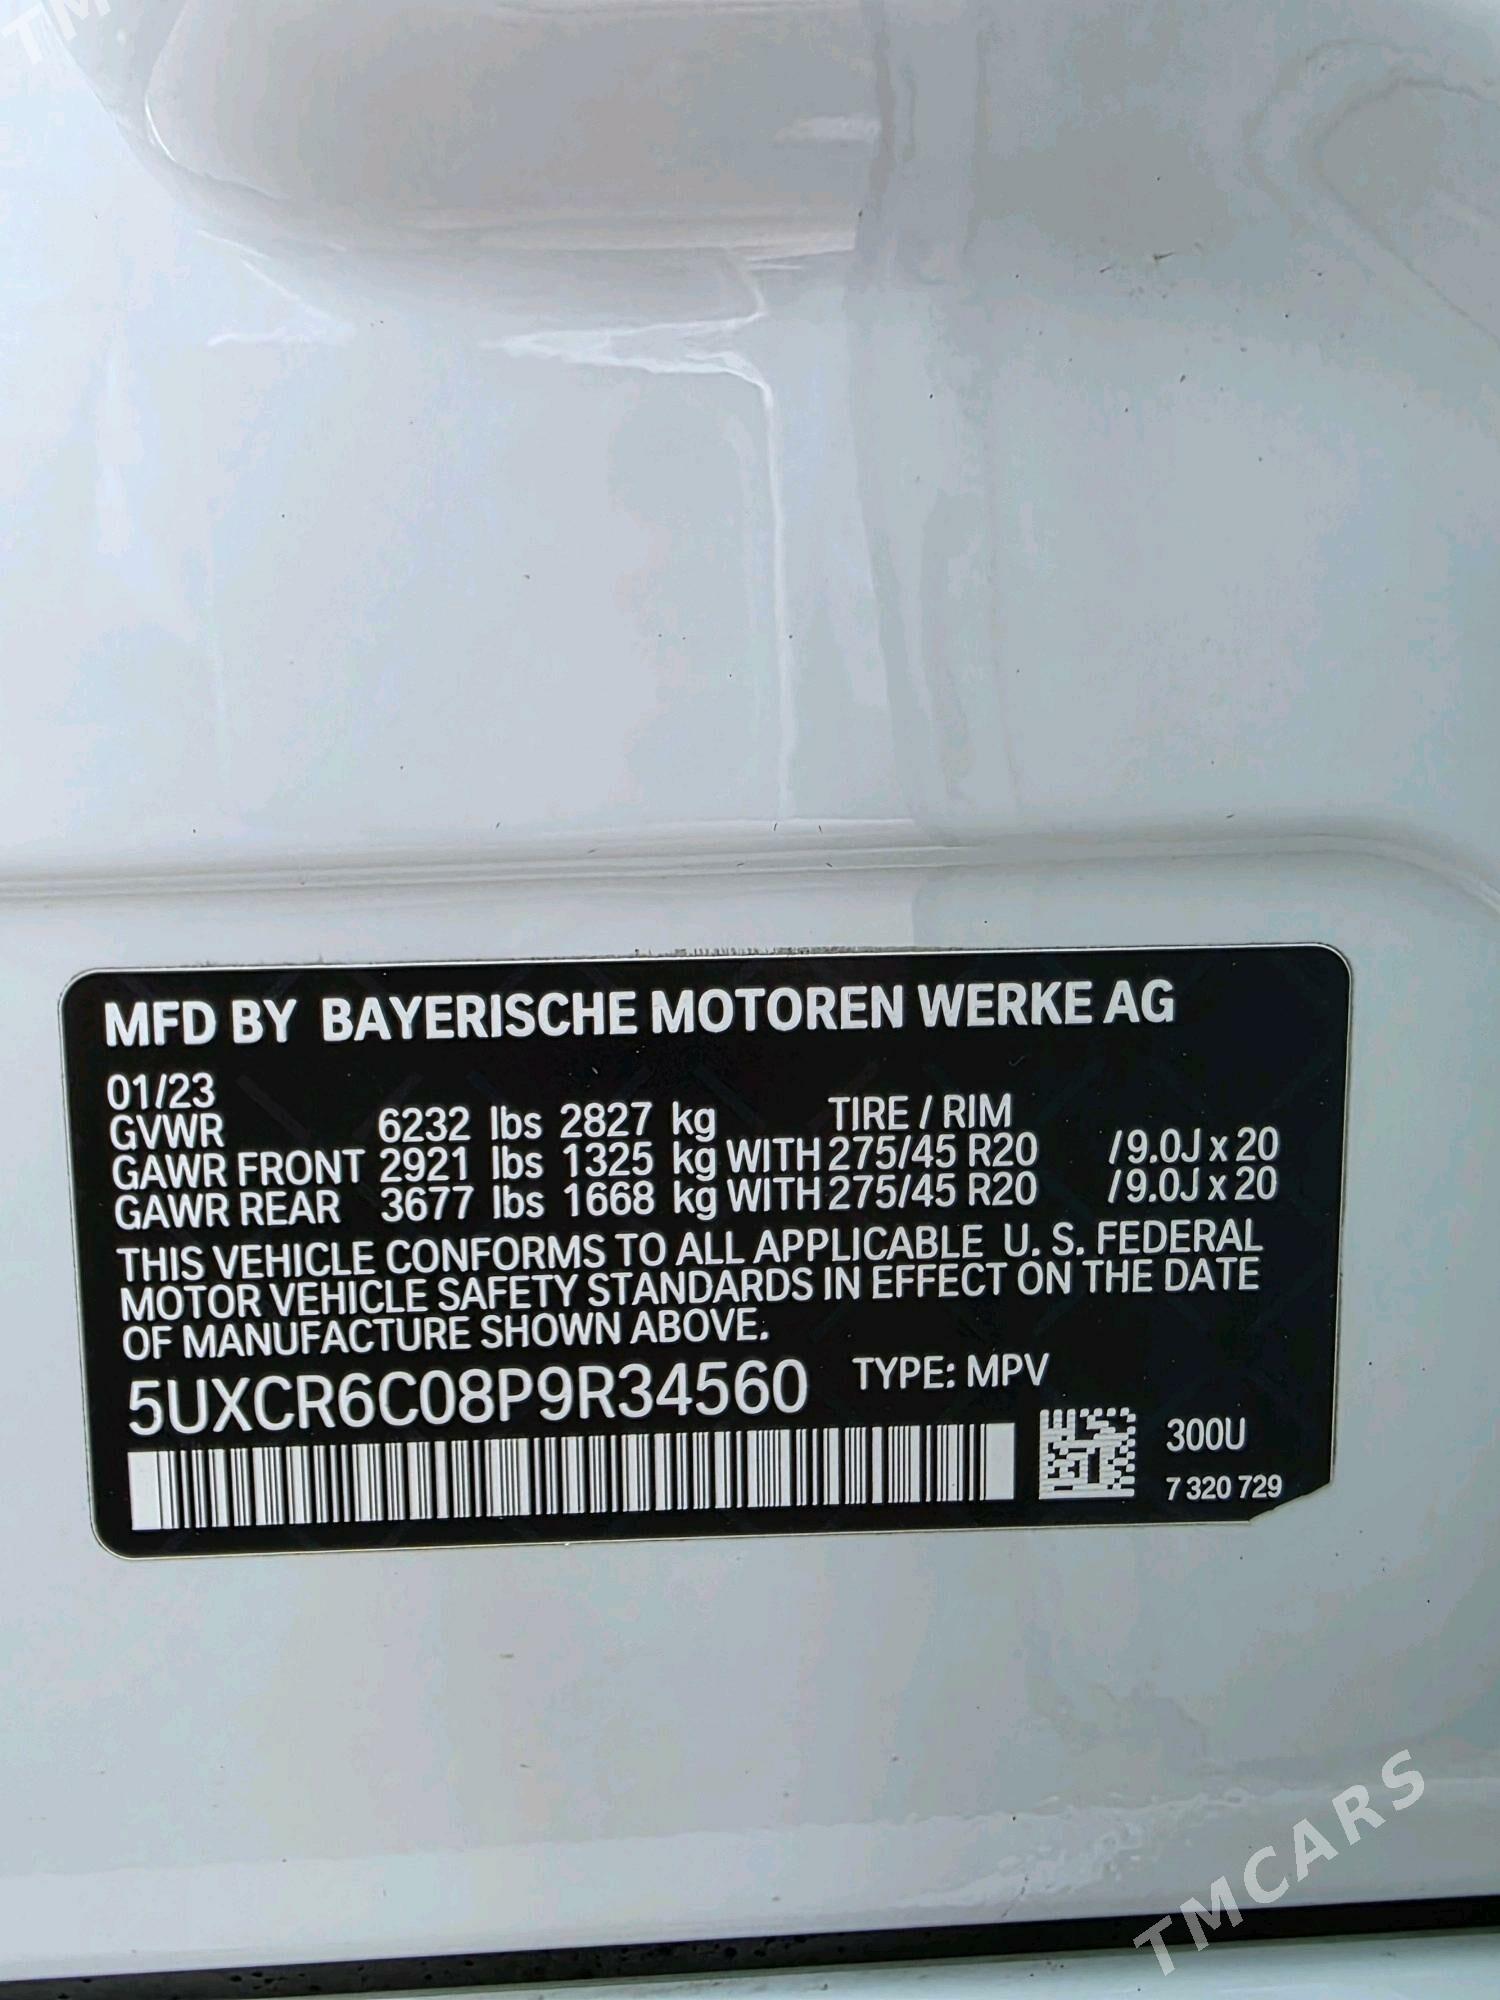 TM
MFD BY BAYERISCHE MOTOREN WERKE AG
01/23
GVWR 6232 lbs 2827 kg TIRE / RIM
GAWR FRONT 2921 lbs 1325 kg WITH 275/45 R20 / 9.0J x 20
GAWR REAR 3677 lbs 1668 kg WITH 275/45 R20 / 9.0J x 20
THIS VEHICLE CONFORMS TO ALL APPLICABLE U. S. FEDERAL
MOTOR VEHICLE SAFETY STANDARDS IN EFFECT ON THE DATE
OF MANUFACTURE SHOWN ABOVE.
5UXCR6C08P9R34560 TYPE: MPV
300U
7 320 729
TMCARS